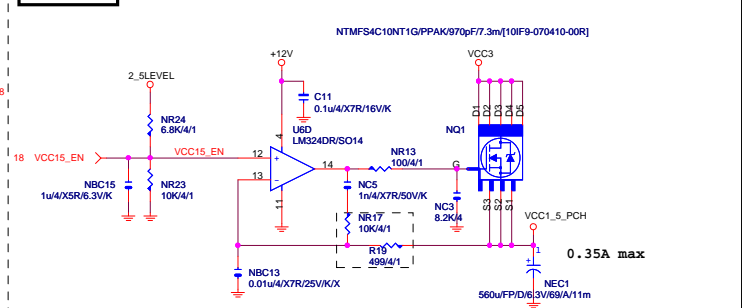 NTMFS4C10NT1G/PPAK/970pF/7.3m/[10IF9-070410-00R]
+12V
VCC3
2_5LEVEL
8
C11
0.1u/4/X7R/16V/K
D1
D2
D3
D4
D5
NR24
6.8K/4/1
U6D
LM324DR/SO14
NQ1
4
18 VCC15_EN
VCC15_EN
12
+
14
NR13
100/4/1
G
13
-
11
NBC15
1u/4/X5R/6.3V/K
NR23
10K/4/1
NC5
1n/4/X7R/50V/K
NC3
8.2K/4
S3
S2
S1
NR17
10K/4/1
VCC1_5_PCH
R19
499/4/1
1
0.35A max
+
NBC13
0.01u/4/X7R/25V/K/X
NEC1
560u/FP/D/6.3V/69/A/11m